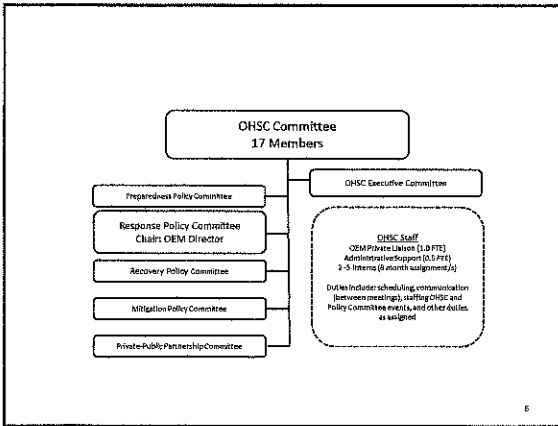 OHSC Committee
17 Members
OHSC Executive Committee
Preparedness Policy Committee
Response Policy Committee
Chair: OEM Director
Recovery Policy Committee
Mitigation Policy Committee
Private-Public Partnership Committee
OHSC Staff
OEM Private Liaison (1.0 FTE)
Administrative Support (0.5 FTE)
2 -5 Interns (6 month assignment/s)
Duties include: scheduling, communication
(between meetings), staffing OHSC and
Policy Committee events, and other duties
as assigned
6